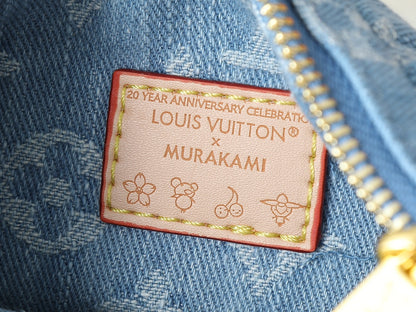 20 YEAR ANNIVERSARY CELEBRATION
LOUIS VUITTON®
×
MURAKAMI